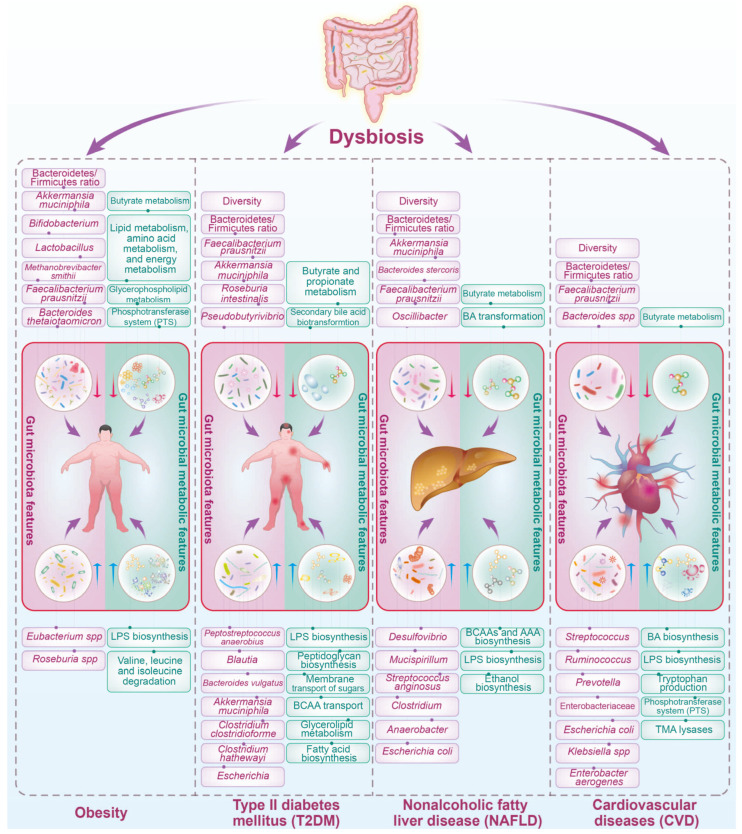 Dysbiosis
Bacteroidetes/
Firmicutes ratio
Akkermansia
muciniphila
Bifidobacterium
Lactobacillus
Methanobrevibacter
smithii
Faecalibacterium
prausnitzii
Bacteroides
thetaiotaomicron
Butyrate metabolism
Lipid metabolism,
amino acid
metabolism,
and energy
metabolism
Glycerophospholipid
metabolism
Phosphotransferase
system (PTS)
Gut microbiota features
Gut microbial metabolic features
Eubacterium spp
Roseburia spp
LPS biosynthesis
Valine, leucine
and isoleucine
degradation
Obesity
Diversity
Bacteroidetes/
Firmicutes ratio
Faecalibacterium
prausnitzii
Akkermansia
muciniphila
Roseburia
intestinalis
Pseudobutyrivibrio
Butyrate and
propionate
metabolism
Secondary bile acid
biotransformtion
Gut microbiota features
Gut microbial metabolic features
Peptostreptococcus
anaerobius
Blautia
Bacteroides vulgatus
Akkermansia
muciniphila
Clostridium
clostridioforme
Clostridium
hathewayi
Escherichia
LPS biosynthesis
Peptidoglycan
biosynthesis
Membrane
transport of sugars
BCAA transport
Glycerolipid
metabolism
Fatty acid
biosynthesis
Type II diabetes
mellitus (T2DM)
Diversity
Bacteroidetes/
Firmicutes ratio
Akkermansia
muciniphila
Bacteroides stercoris
Faecalibacterium
prausnitzii
Oscillibacter
Butyrate metabolism
BA transformation
Gut microbiota features
Gut microbial metabolic features
Desulfovibrio
Mucispirillum
Streptococcus
anginosus
Clostridium
Anaerobacter
Escherichia coli
BCAAs and AAA
biosynthesis
LPS biosynthesis
Ethanol biosynthesis
Nonalcoholic fatty
liver disease (NAFLD)
Diversity
Bacteroidetes/
Firmicutes ratio
Faecalibacterium
prausnitzii
Bacteroides spp
Butyrate metabolism
Gut microbiota features
Gut microbial metabolic features
Streptococcus
Ruminococcus
Prevotella
Enterobacteriaceae
Escherichia coli
Klebsiella spp
Enterobacter
aerogenes
BA biosynthesis
LPS biosynthesis
Tryptophan
production
Phosphotransferase
system (PTS)
TMA lysases
Cardiovascular
diseases (CVD)